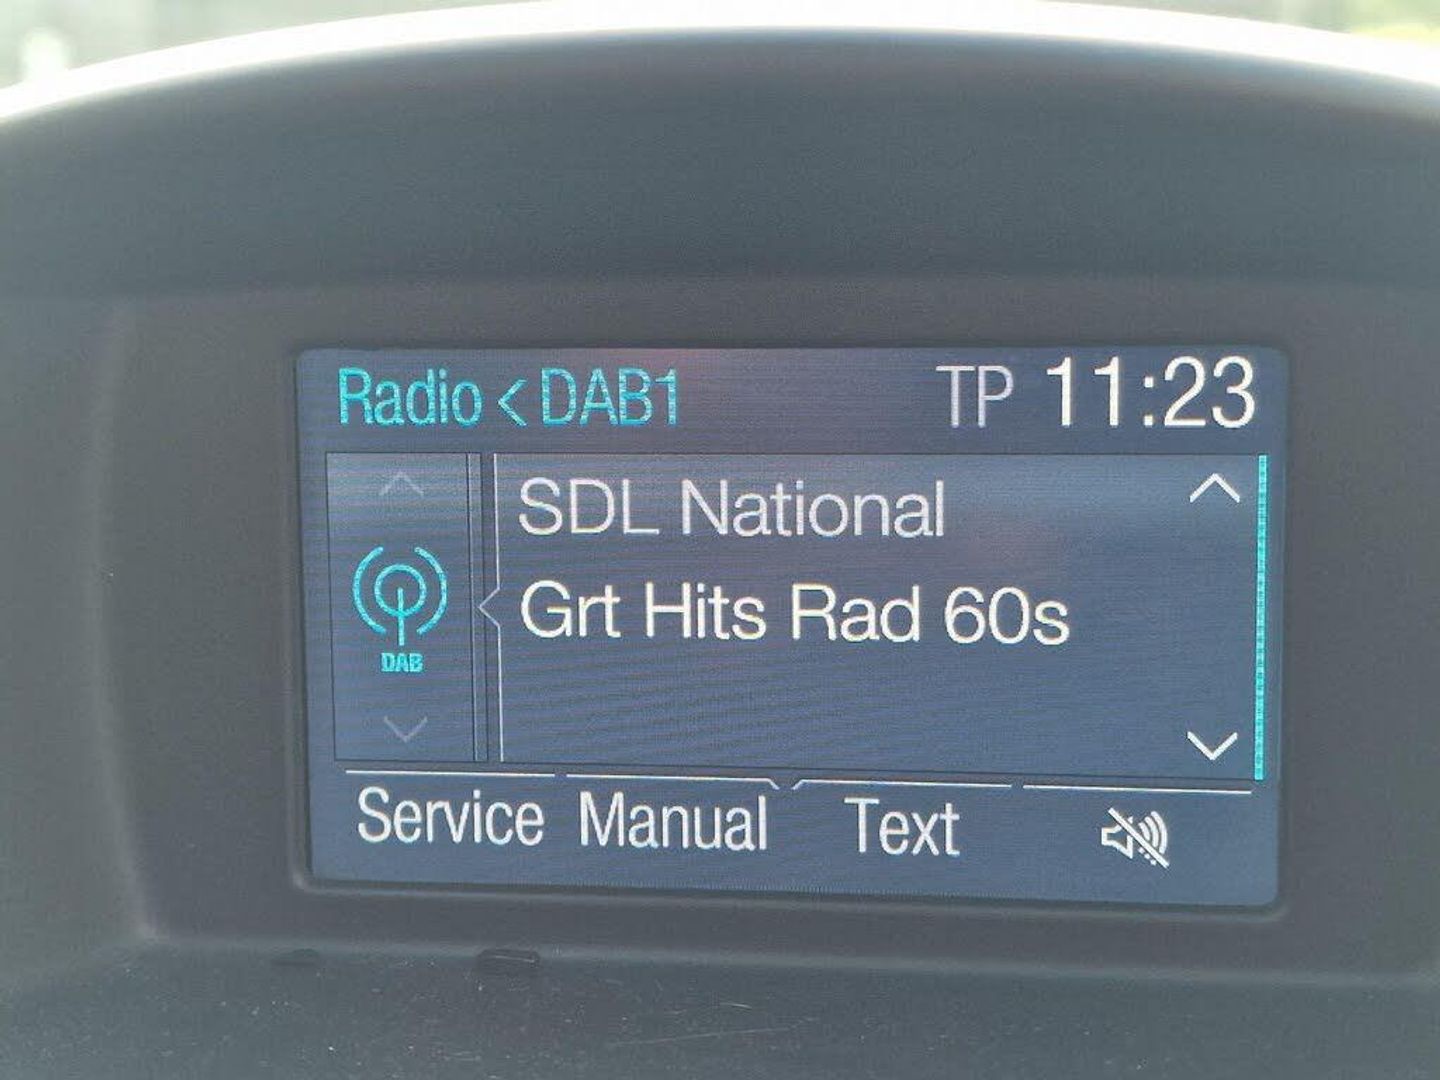 Radio < DAB1 TP 11:23
SDL National
DAB
Grt Hits Rad 60s
Service Manual Text